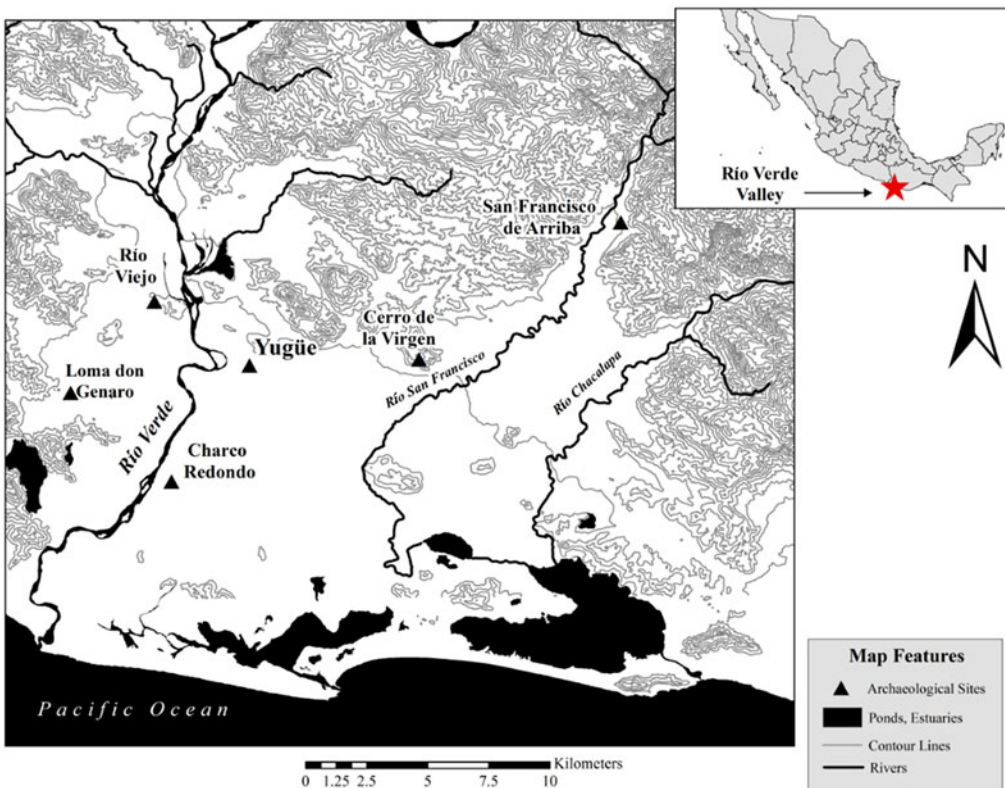 Río Verde
Valley
N
San Francisco
de Arriba
Río
Viejo
Cerro de
la Virgen
Yugüe
Loma don
Genaro
Río San Francisco
Río Chacalapa
Río Verde
Charco
Redondo
Pacific Ocean
Map Features
Archaeological Sites
Ponds, Estuaries
Contour Lines
Rivers
Kilometers
0 1.25 2.5 5 7.5 10